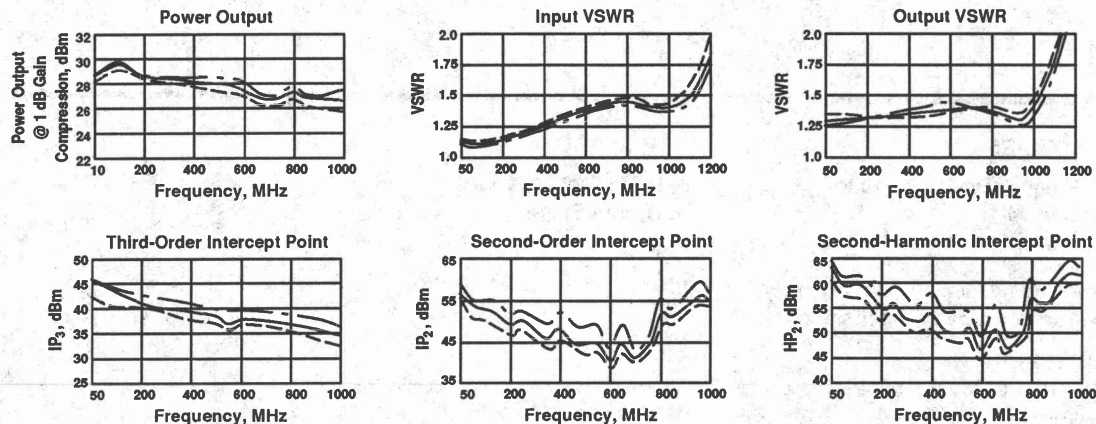 Power Output
Power Output
@ 1 dB Gain
Compression, dBm
32
30
28
26
24
22
10 200 400 600 800 1000
Frequency, MHz
Input VSWR
VSWR
2.0
1.75
1.5
1.25
1.0
50 200 400 600 800 1000 1200
Frequency, MHz
Output VSWR
VSWR
2.0
1.75
1.5
1.25
1.0
50 200 400 600 800 1000 1200
Frequency, MHz
Third-Order Intercept Point
IP3, dBm
50
45
40
35
30
25
50 200 400 600 800 1000
Frequency, MHz
Second-Order Intercept Point
IP2, dBm
65
55
45
35
50 200 400 600 800 1000
Frequency, MHz
Second-Harmonic Intercept Point
HP2, dBm
65
60
55
50
45
40
50 200 400 600 800 1000
Frequency, MHz